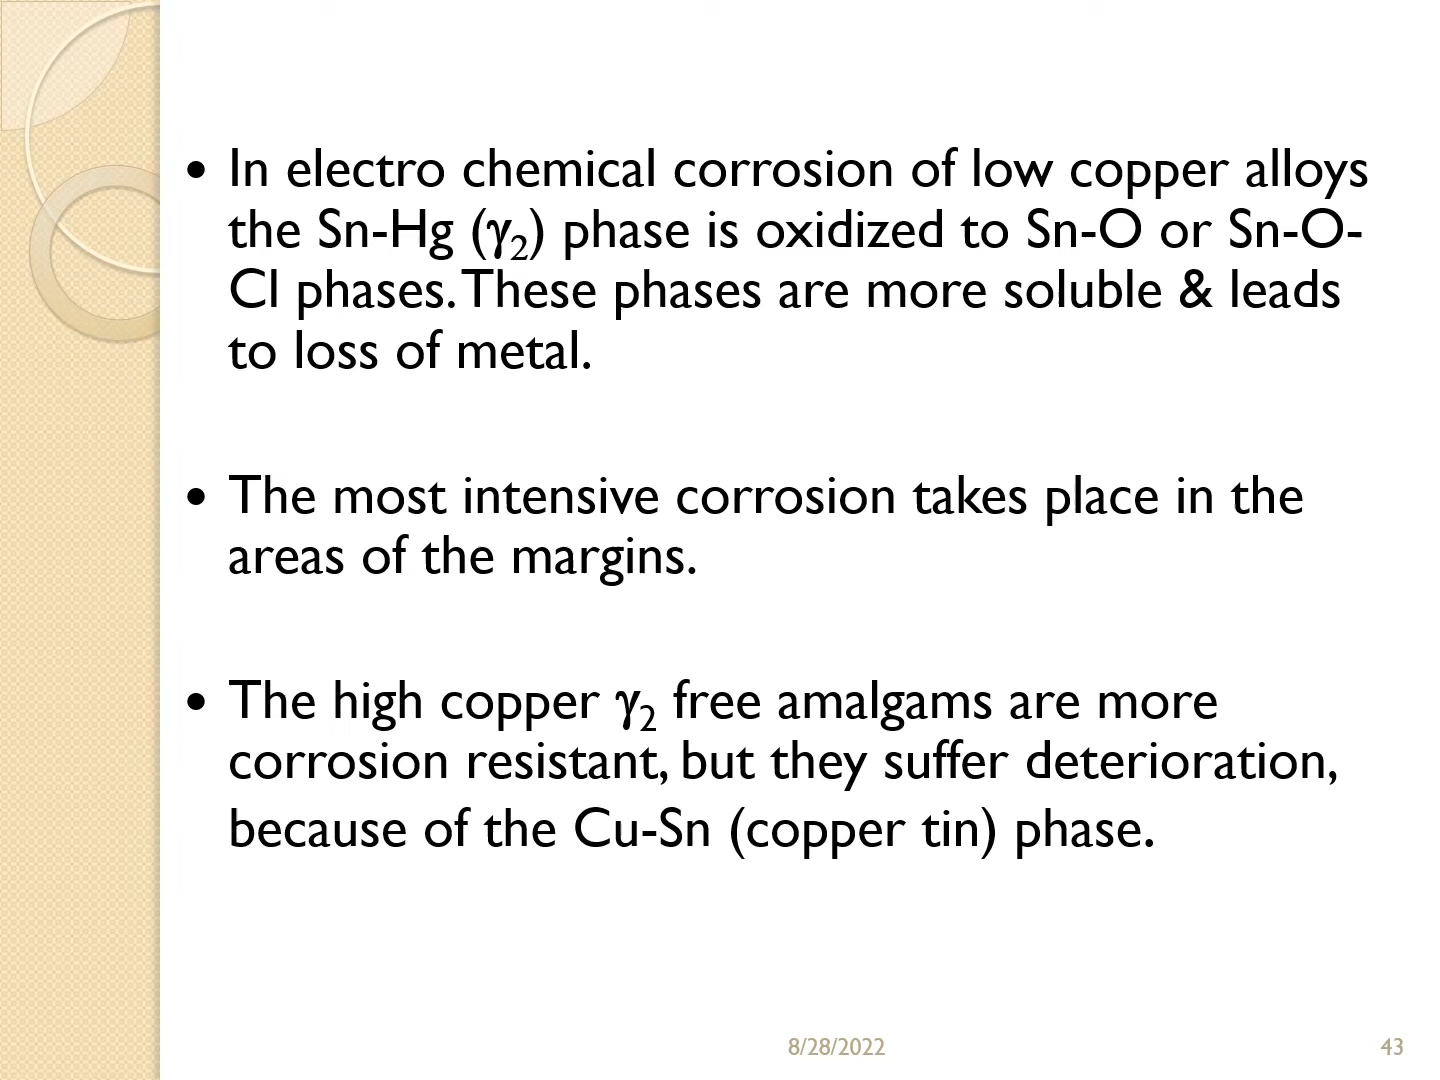 • In electro chemical corrosion of low copper alloys
the Sn-Hg (γ₂) phase is oxidized to Sn-O or Sn-O-
Cl phases. These phases are more soluble & leads
to loss of metal.
• The most intensive corrosion takes place in the
areas of the margins.
• The high copper γ₂ free amalgams are more
corrosion resistant, but they suffer deterioration,
because of the Cu-Sn (copper tin) phase.
8/28/2022
43